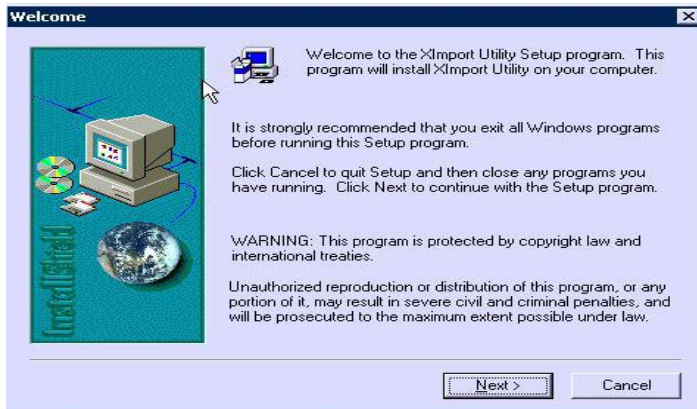 Welcome
Welcome to the XImport Utility Setup program. This
program will install XImport Utility on your computer.
It is strongly recommended that you exit all Windows programs
before running this Setup program.
Click Cancel to quit Setup and then close any programs you
have running. Click Next to continue with the Setup program.
WARNING: This program is protected by copyright law and
international treaties.
Unauthorized reproduction or distribution of this program, or any
portion of it, may result in severe civil and criminal penalties, and
will be prosecuted to the maximum extent possible under law.
InstallShield
Next >
Cancel